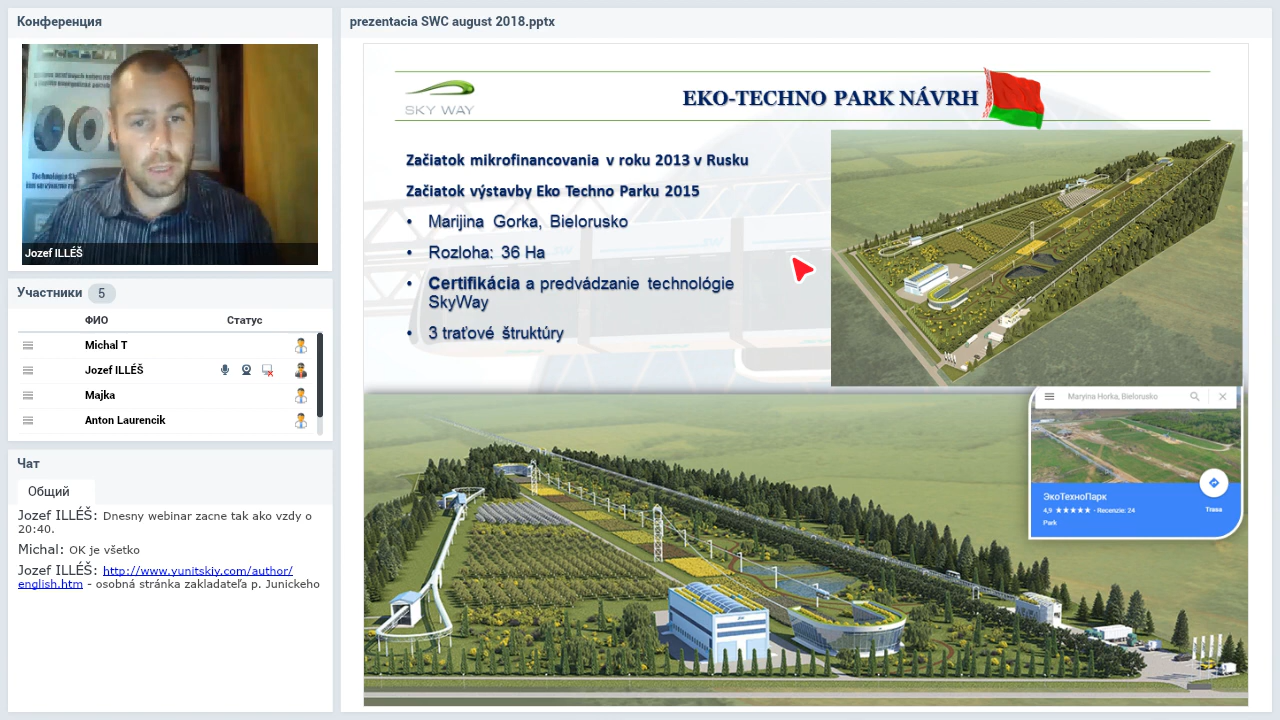 Конференция
Jozef ILLÉŠ
Участники 5
ФИО Статус
Michal T
Jozef ILLÉŠ
Majka
Anton Laurencik
Чат
Общий
Jozef ILLÉŠ: Dnesny webinar zacne tak ako vzdy o
20:40.
Michal: OK je všetko
Jozef ILLÉŠ: http://www.yunitskiy.com/author/
english.htm - osobná stránka zakladateľa p. Junickeho
prezentacia SWC august 2018.pptx
SKY WAY
EKO-TECHNO PARK NÁVRH
Začiatok mikrofinancovania v roku 2013 v Rusku
Začiatok výstavby Eko Techno Parku 2015
• Marijina Gorka, Bielorusko
• Rozloha: 36 Ha
• Certifikácia a predvádzanie technológie
SkyWay
• 3 traťové štruktúry
Maryina Horka, Bielorusko
ЭкоТехноПарк
4,9 ★★★★★ - Recenzie: 24
Park
Trasa